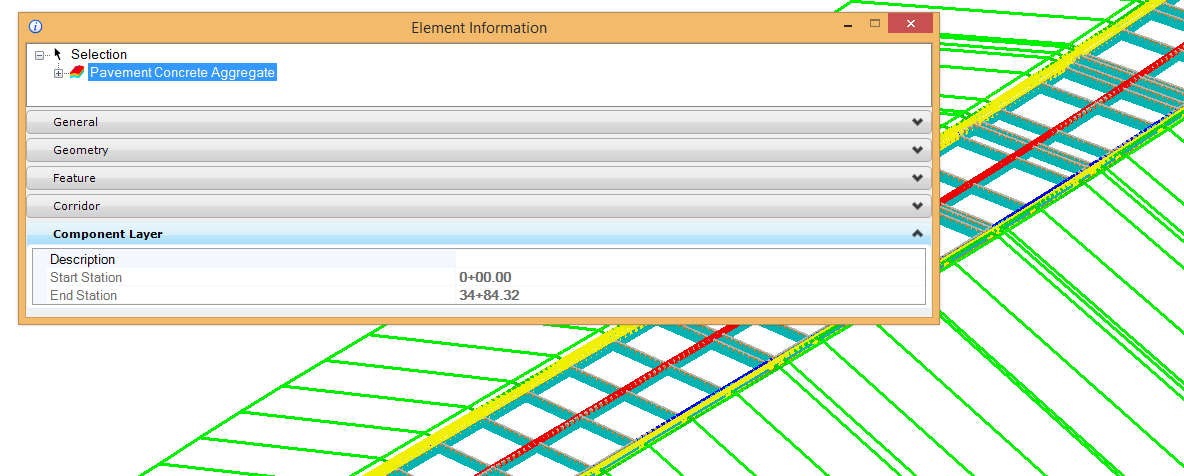 Element Information
Selection
Pavement Concrete Aggregate
General
Geometry
Feature
Corridor
Component Layer
Description
Start Station 0+00.00
End Station 34+84.32